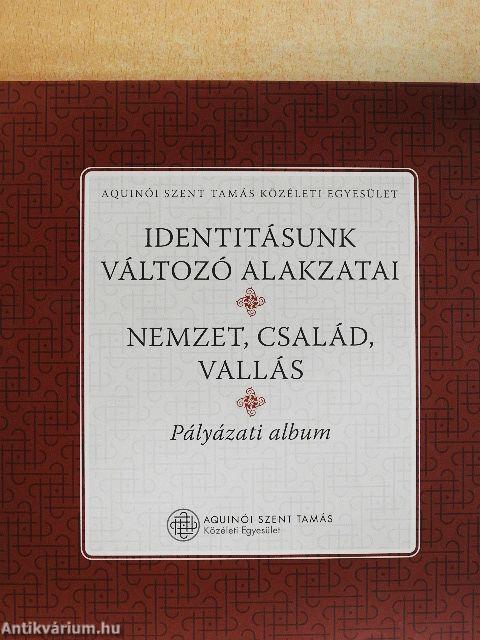 AQUINÓI SZENT TAMÁS KÖZÉLETI EGYESÜLET
IDENTITÁSUNK
VÁLTOZÓ ALAKZATAI
NEMZET, CSALÁD,
VALLÁS
Pályázati album
AQUINÓI SZENT TAMÁS
Közéleti Egyesület
Antikvárium.hu